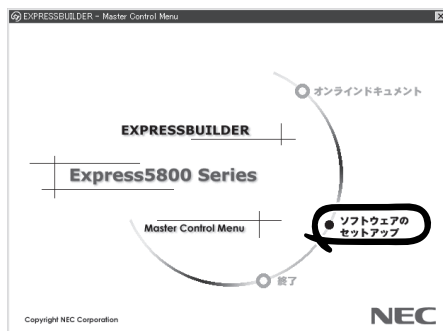 EXPRESSBUILDER - Master Control Menu
オンラインドキュメント
EXPRESSBUILDER
Express5800 Series
Master Control Menu
ソフトウェアの
セットアップ
終了
Copyright NEC Corporation
NEC